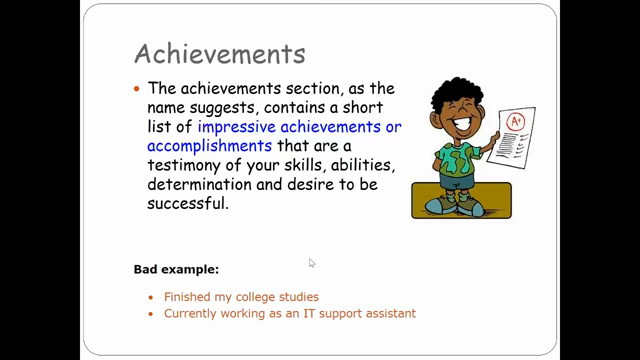 Achievements
• The achievements section, as the
name suggests, contains a short
list of impressive achievements or
accomplishments that are a
testimony of your skills, abilities,
determination and desire to be
successful.
A+
Bad example:
• Finished my college studies
• Currently working as an IT support assistant